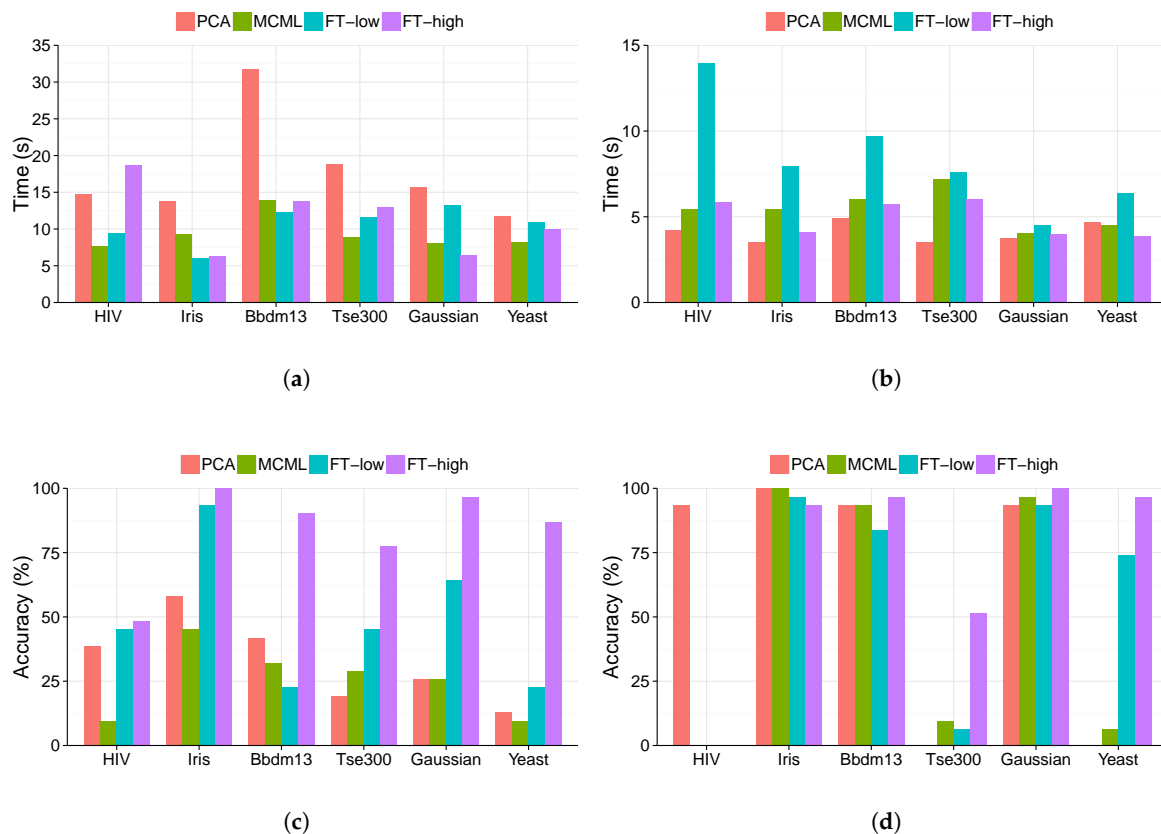 PCA MCML FT−low FT−high
35
30
25
20
15
10
5
0
Time (s)
HIV Iris Bbdm13 Tse300 Gaussian Yeast
(a)
PCA MCML FT−low FT−high
15
10
5
0
Time (s)
HIV Iris Bbdm13 Tse300 Gaussian Yeast
(b)
PCA MCML FT−low FT−high
100
75
50
25
0
Accuracy (%)
HIV Iris Bbdm13 Tse300 Gaussian Yeast
(c)
PCA MCML FT−low FT−high
100
75
50
25
0
Accuracy (%)
HIV Iris Bbdm13 Tse300 Gaussian Yeast
(d)